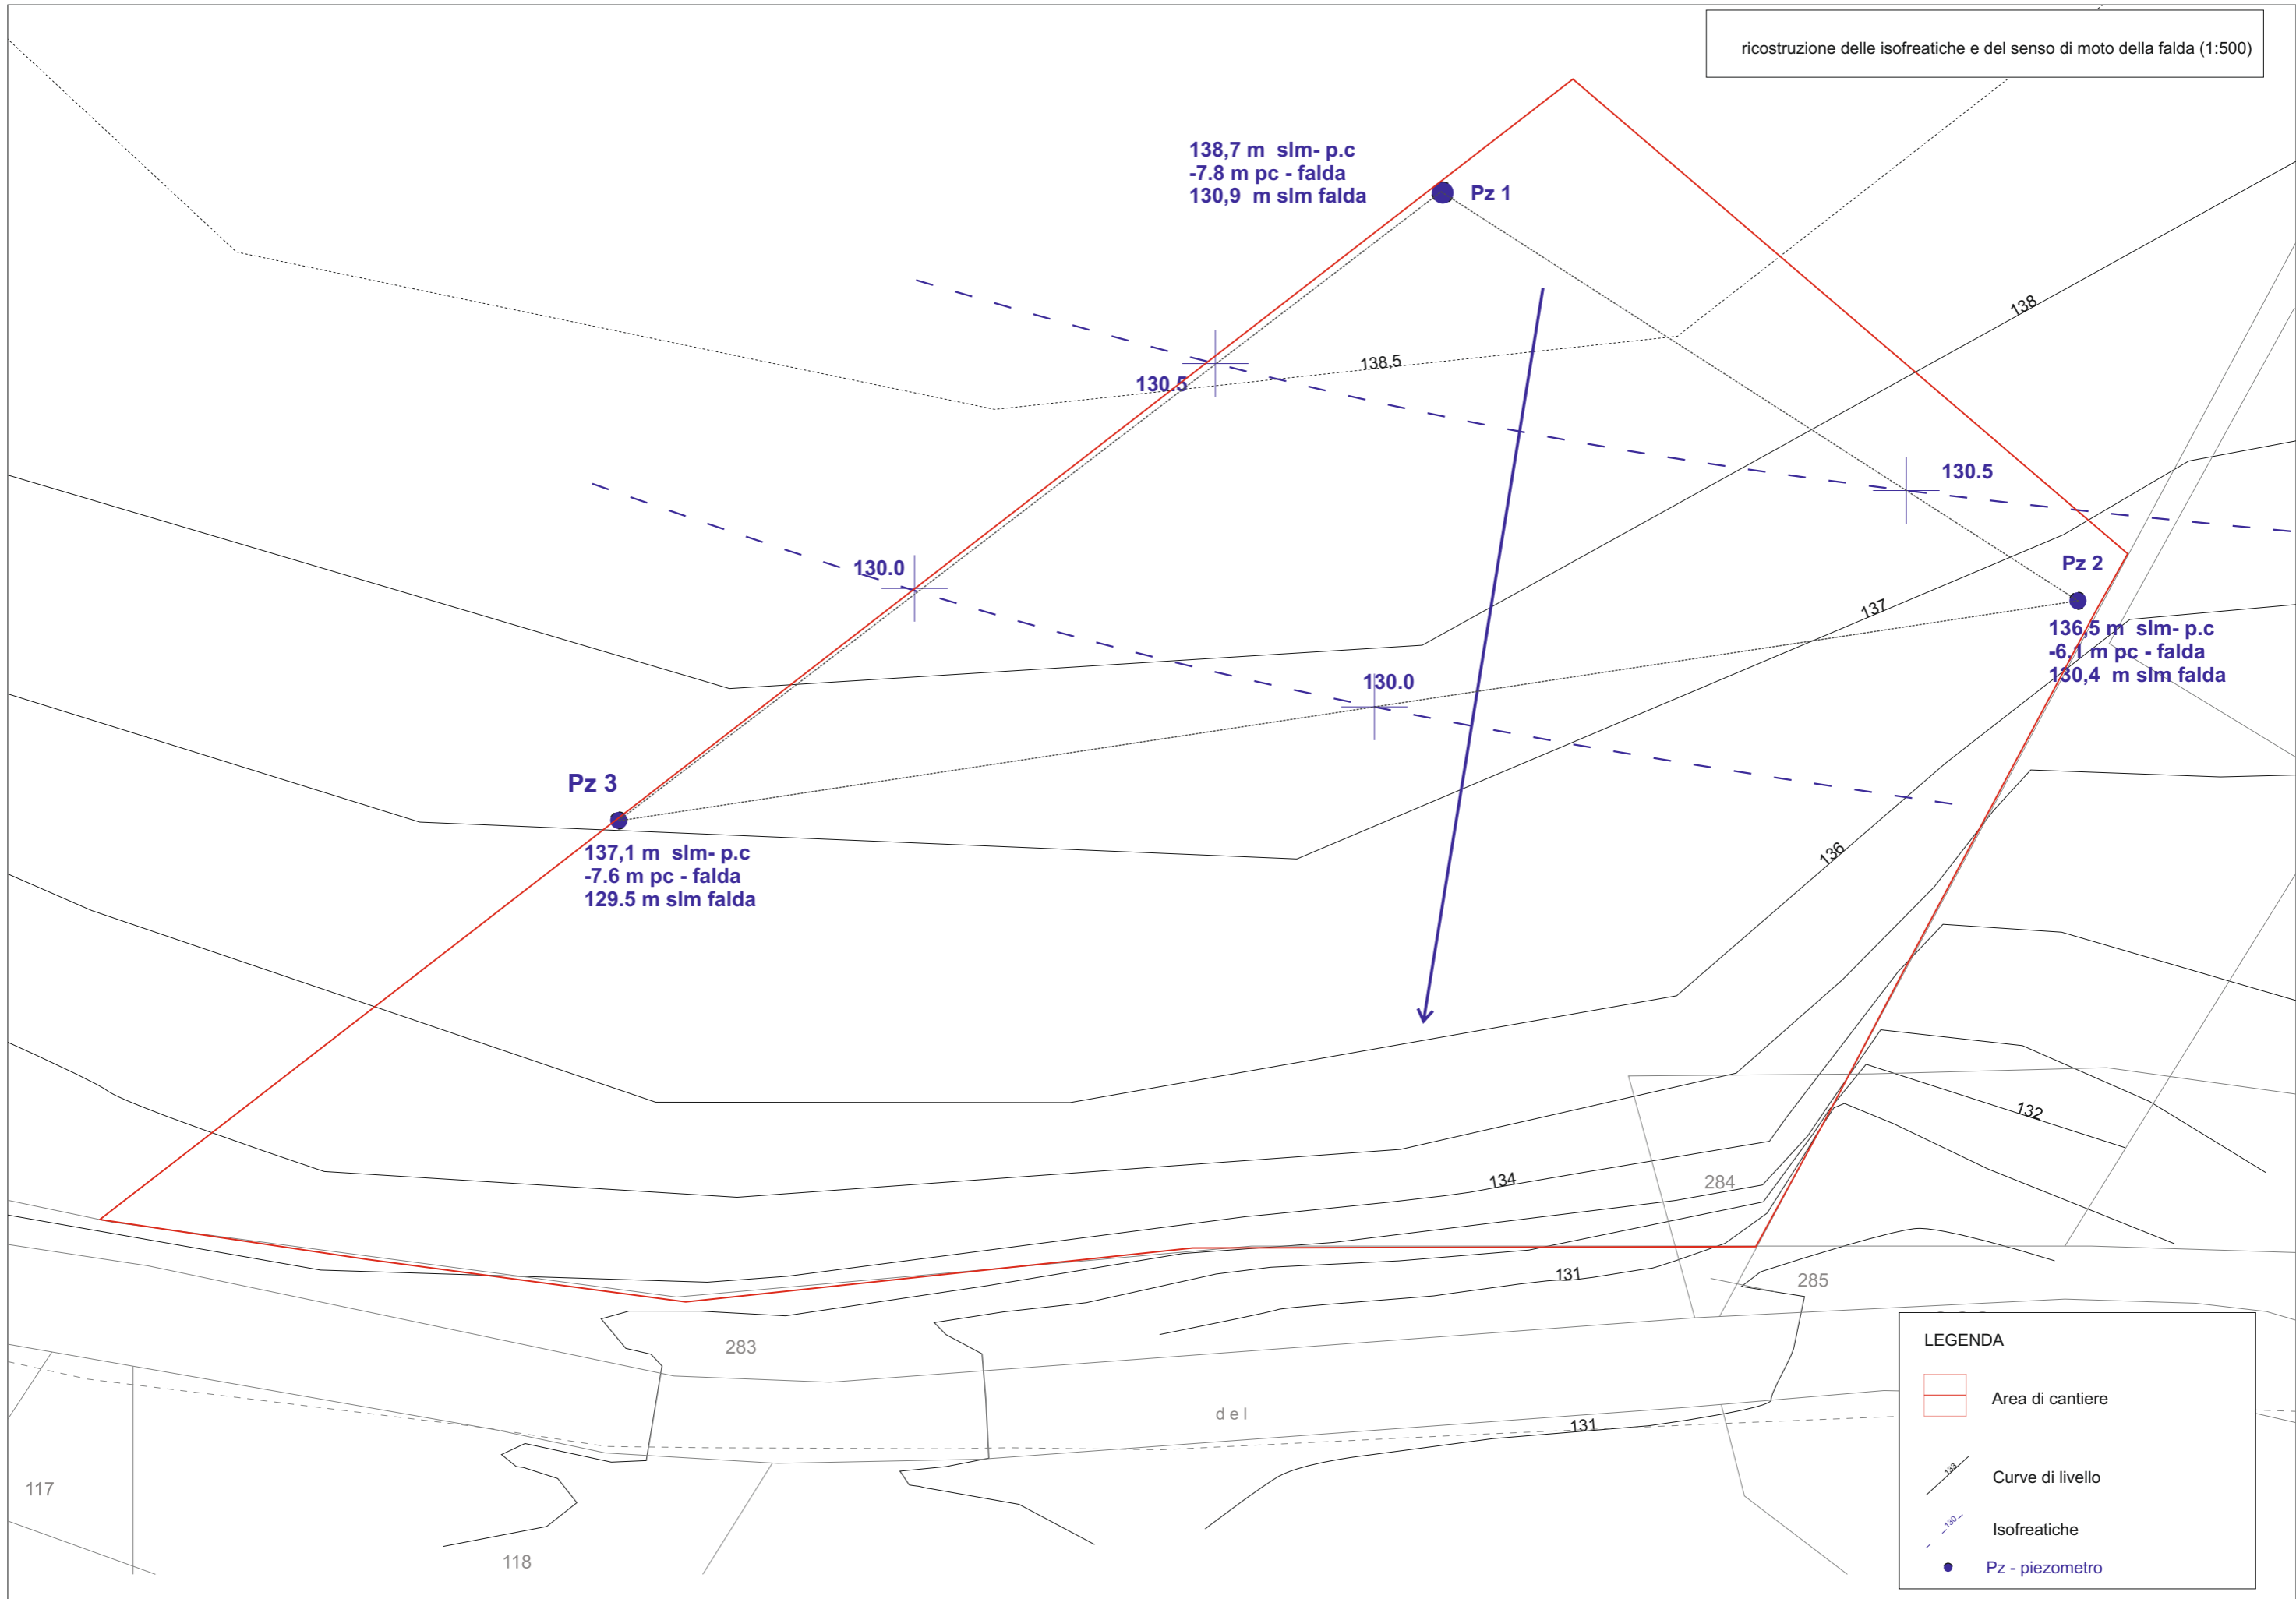 ricostruzione delle isofreatiche e del senso di moto della falda (1:500)
138,7 m slm- p.c
-7.8 m pc - falda
130,9 m slm falda
Pz 1
138
138,5
130.5
130.5
130.0
Pz 2
137
136,5 m slm- p.c
-6.1 m pc - falda
130,4 m slm falda
130.0
Pz 3
137,1 m slm- p.c
-7.6 m pc - falda
129.5 m slm falda
136
132
134
284
131
285
283
del
131
117
118
LEGENDA
Area di cantiere
133
Curve di livello
130
Isofreatiche
Pz - piezometro